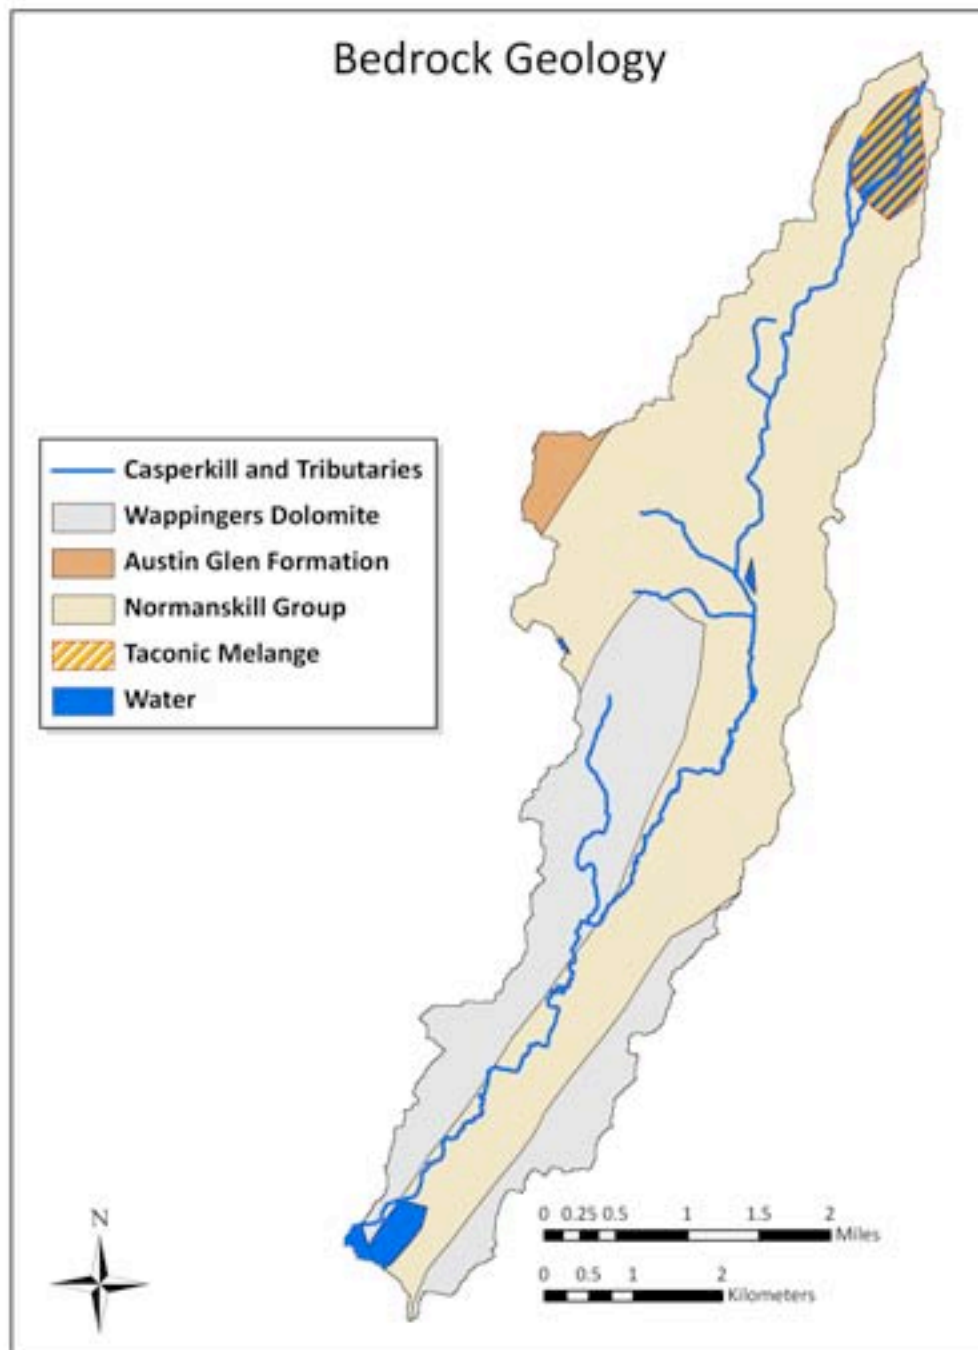 Bedrock Geology
Casperkill and Tributaries
Wappingers Dolomite
Austin Glen Formation
Normanskill Group
Taconic Melange
Water
N
0 0.25 0.5 1 1.5 2
Miles
0 0.5 1 2
Kilometers